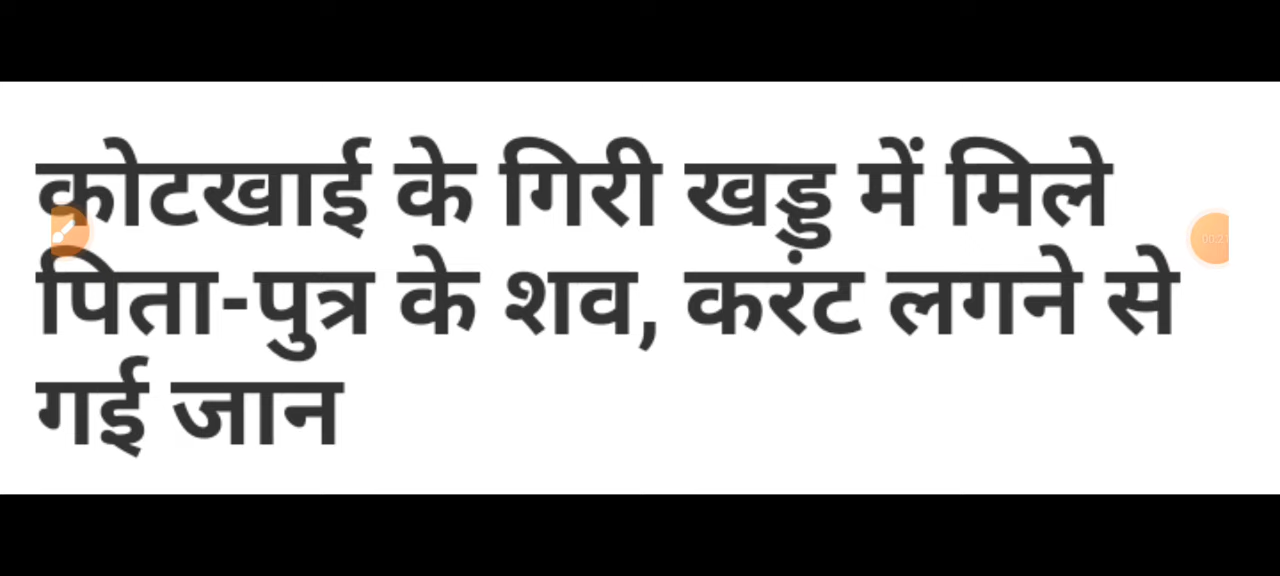 कोटखाई के गिरी खड्ड में मिले
पिता-पुत्र के शव, करंट लगने से
गई जान